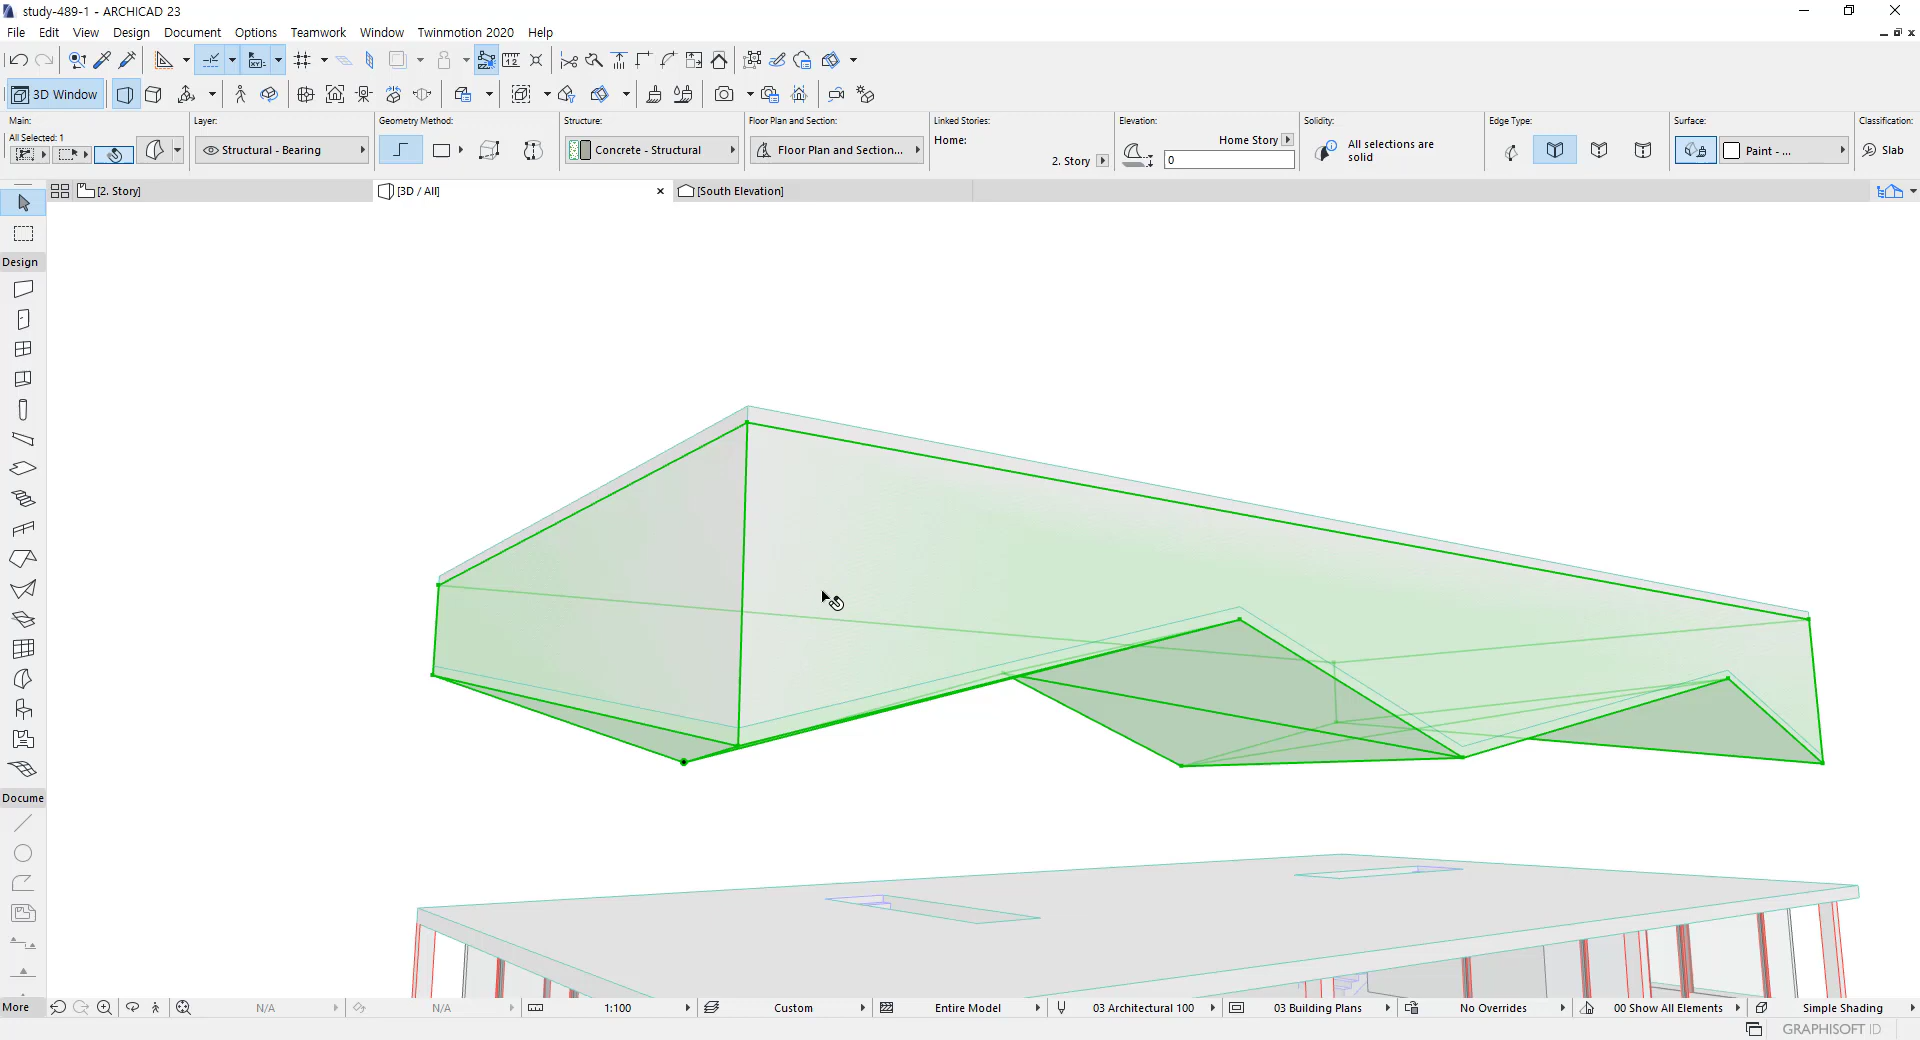 study-489-1 - ARCHICAD 23
File Edit View Design Document Options Teamwork Window Twinmotion 2020 Help
3D Window
Main:
All Selected: 1
Layer:
Structural - Bearing
Geometry Method:
Structure:
Concrete - Structural
Floor Plan and Section:
Floor Plan and Section...
Linked Stories:
Home:
2. Story
Elevation:
Home Story
0
Solidity:
All selections are
solid
Edge Type:
Surface:
Paint - ...
Classification:
Slab
[2. Story]
[3D / All]
[South Elevation]
Design
Docume
More
N/A
N/A
1:100
Custom
Entire Model
03 Architectural 100
03 Building Plans
No Overrides
00 Show All Elements
Simple Shading
GRAPHISOFT ID